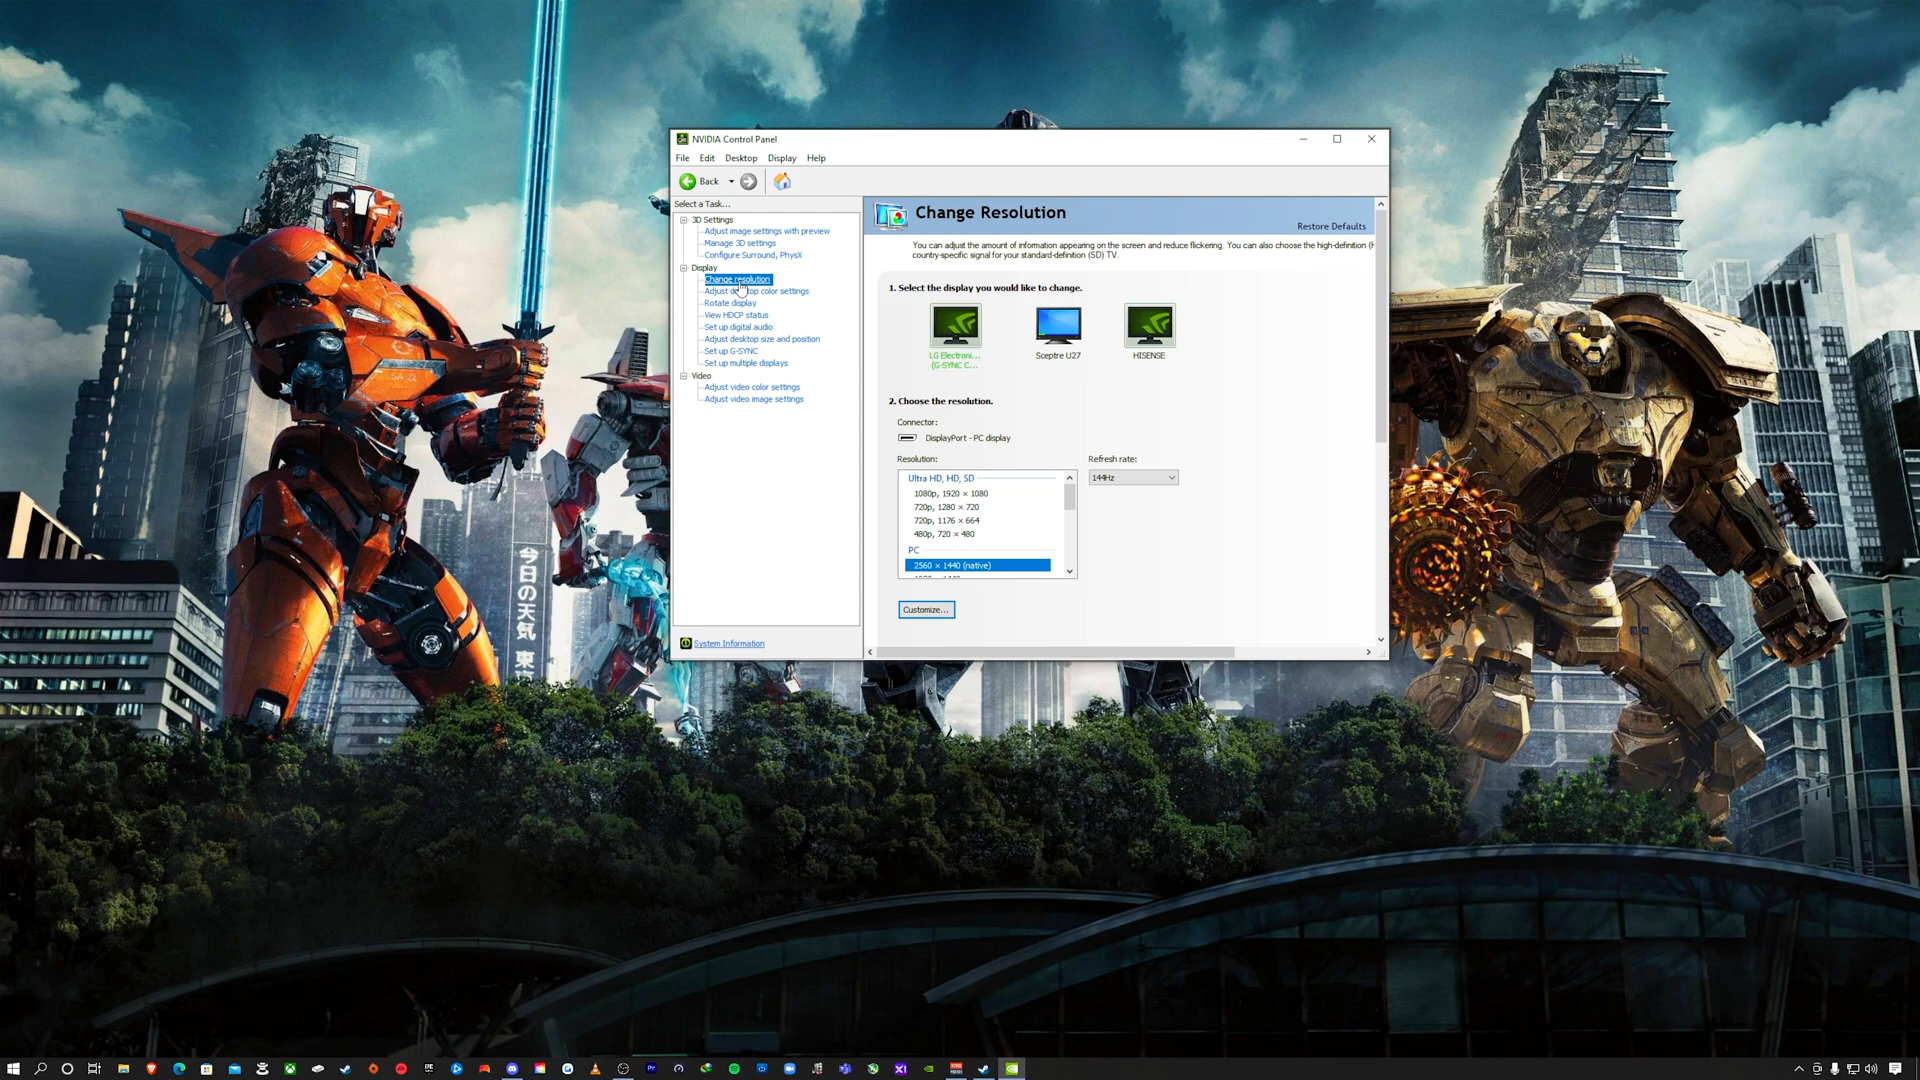 NVIDIA Control Panel
File Edit Desktop Display Help
Back
Select a Task...
3D Settings
Adjust image settings with preview
Manage 3D settings
Configure Surround, PhysX
Display
Change resolution
Adjust desktop color settings
Rotate display
View HDCP status
Set up digital audio
Adjust desktop size and position
Set up G-SYNC
Set up multiple displays
Video
Adjust video color settings
Adjust video image settings
System Information
Change Resolution
Restore Defaults
You can adjust the amount of information appearing on the screen and reduce flickering. You can also choose the high-definition (H
country-specific signal for your standard-definition (SD) TV.
1. Select the display you would like to change.
LG Electroni...
(G-SYNC C...
Sceptre U27
HISENSE
2. Choose the resolution.
Connector:
DisplayPort - PC display
Resolution:
Refresh rate:
Ultra HD, HD, SD
1080p, 1920 × 1080
720p, 1280 × 720
720p, 1176 × 664
480p, 720 × 480
PC
2560 × 1440 (native)
144Hz
Customize...
SA-22
今日の天気
東